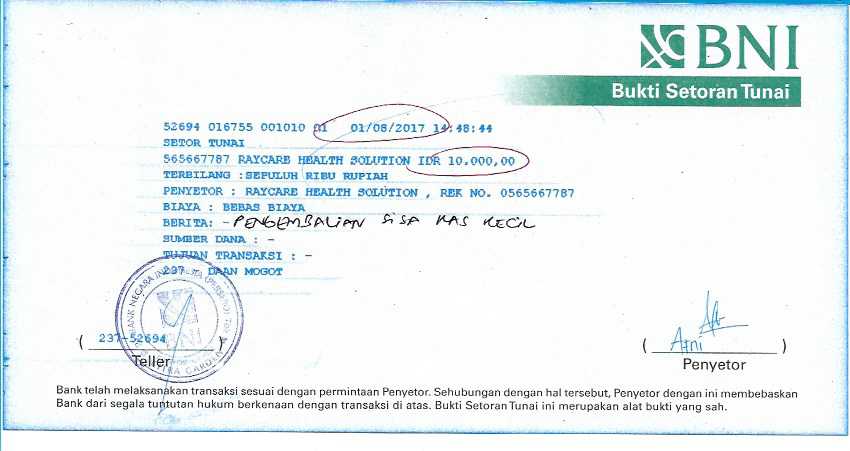 BNI
Bukti Setoran Tunai
52694 016755 001010 01 01/08/2017 14:48:44
SETOR TUNAI
565667787 RAYCARE HEALTH SOLUTION IDR 10.000,00
TERBILANG :SEPULUH RIBU RUPIAH
PENYETOR : RAYCARE HEALTH SOLUTION , REK NO. 0565667787
BIAYA : BEBAS BIAYA
BERITA: - PENGEMBALIAN SISA KAS KECIL
SUMBER DANA : -
TUJUAN TRANSAKSI : -
237 - DAAN MOGOT
BANK NEGARA INDONESIA (PERSERO) Tbk
BNI
( 237-52694 )
Teller
( Arni )
Penyetor
Bank telah melaksanakan transaksi sesuai dengan permintaan Penyetor. Sehubungan dengan hal tersebut, Penyetor dengan ini membebaskan
Bank dari segala tuntutan hukum berkenaan dengan transaksi di atas. Bukti Setoran Tunai ini merupakan alat bukti yang sah.